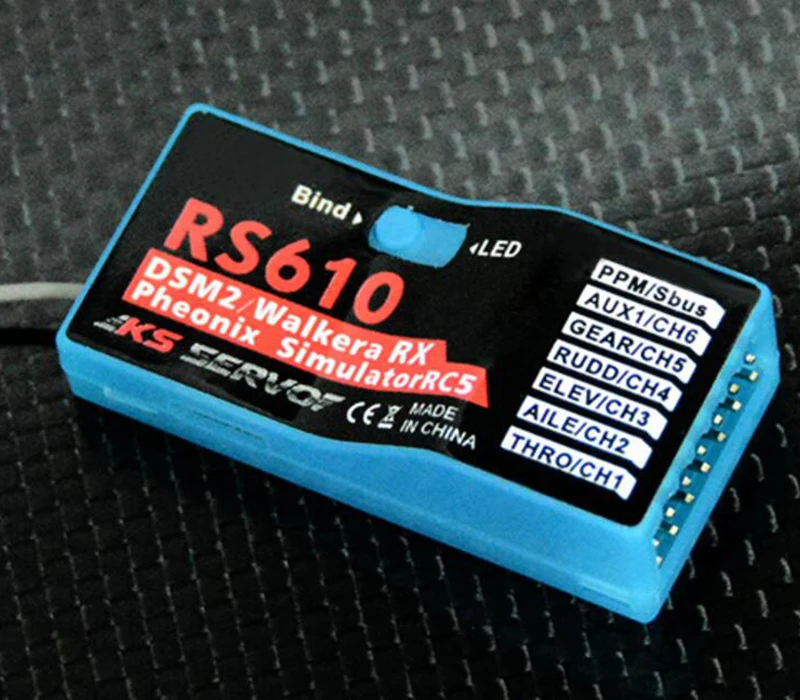 Bind
LED
RS610
DSM2/Walkera RX
Pheonix SimulatorRC5
KS SERVOF
CE MADE
IN CHINA
PPM/Sbus
AUX1/CH6
GEAR/CH5
RUDD/CH4
ELEV/CH3
AILE/CH2
THRO/CH1